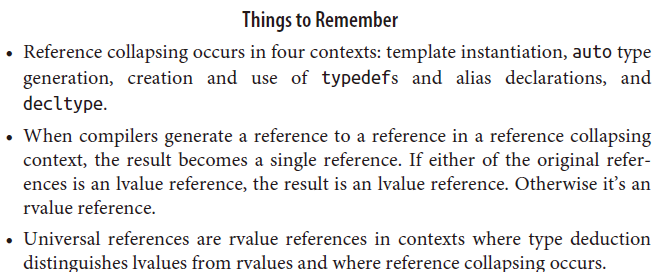 Things to Remember
• Reference collapsing occurs in four contexts: template instantiation, auto type
generation, creation and use of typedefs and alias declarations, and
decltype.
• When compilers generate a reference to a reference in a reference collapsing
context, the result becomes a single reference. If either of the original refer-
ences is an lvalue reference, the result is an lvalue reference. Otherwise it's an
rvalue reference.
• Universal references are rvalue references in contexts where type deduction
distinguishes lvalues from rvalues and where reference collapsing occurs.